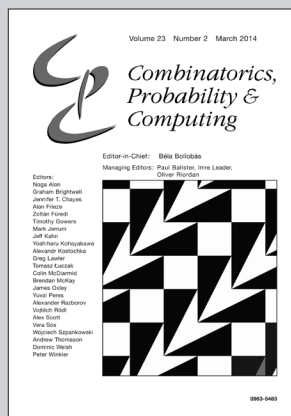 Volume 23 Number 2 March 2014
Combinatorics,
Probability &
Computing
Editor-in-Chief: Béla Bollobás
Managing Editors: Paul Balister, Imre Leader,
Oliver Riordan
Editors:
Noga Alon
Graham Brightwell
Jennifer T. Chayes
Alan Frieze
Zoltán Füredi
Timothy Gowers
Mark Jerrum
Jeff Kahn
Yoshiharu Kohayakawa
Alexandr Kostochka
Greg Lawler
Tomasz Łuczak
Colin McDiarmid
Brendan McKay
James Oxley
Yuval Peres
Alexander Razborov
Vojtěch Rödl
Alex Scott
Vera Sós
Wojciech Szpankowski
Andrew Thomason
Dominic Welsh
Peter Winkler
0963-5483